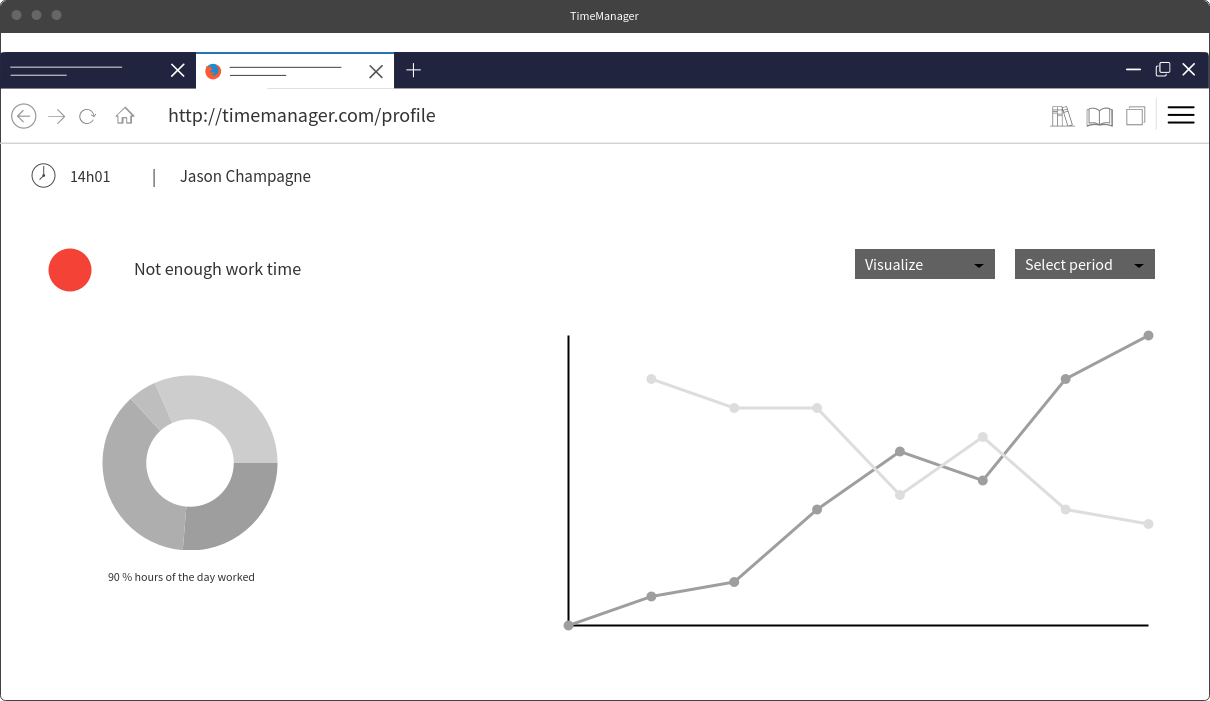 TimeManager
http://timemanager.com/profile
14h01 | Jason Champagne
Not enough work time
Visualize
Select period
90 % hours of the day worked